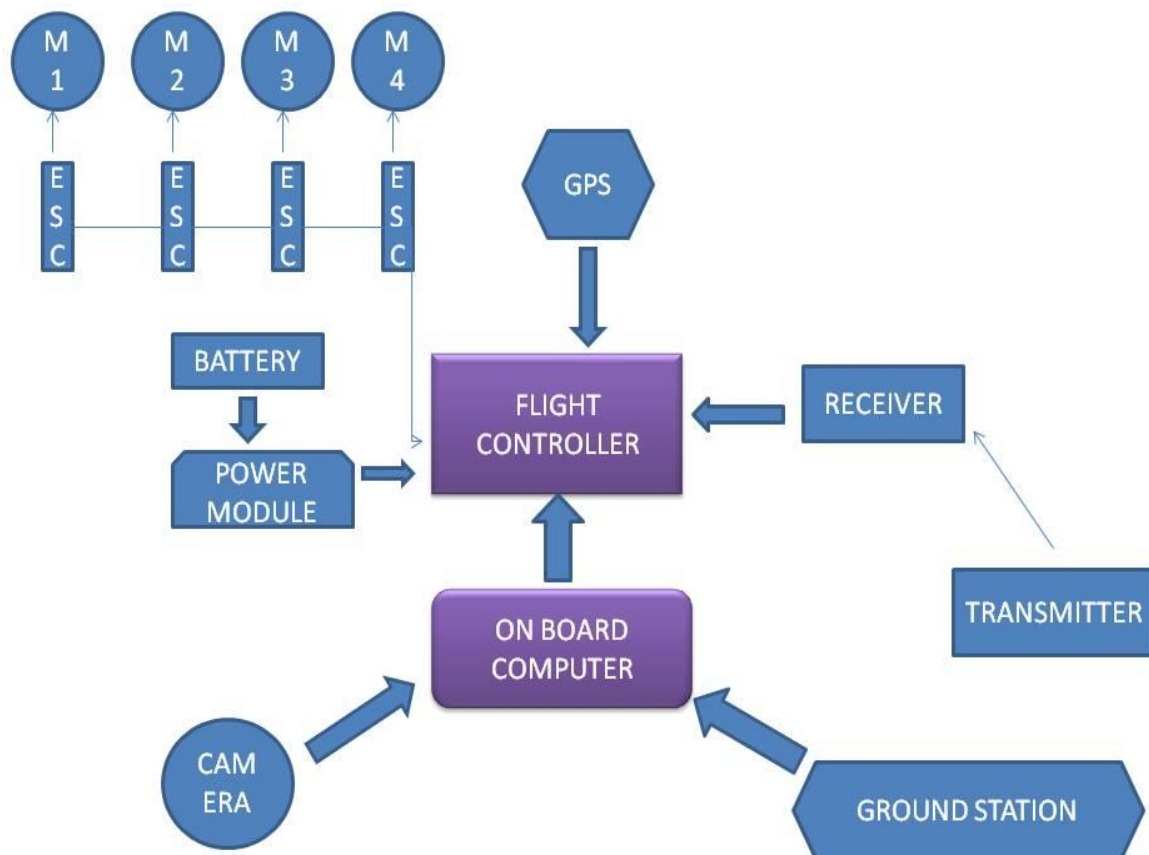 M
1
M
2
M
3
M
4
E
S
C
E
S
C
E
S
C
E
S
C
GPS
BATTERY
FLIGHT
CONTROLLER
RECEIVER
POWER
MODULE
TRANSMITTER
ON BOARD
COMPUTER
CAM
ERA
GROUND STATION